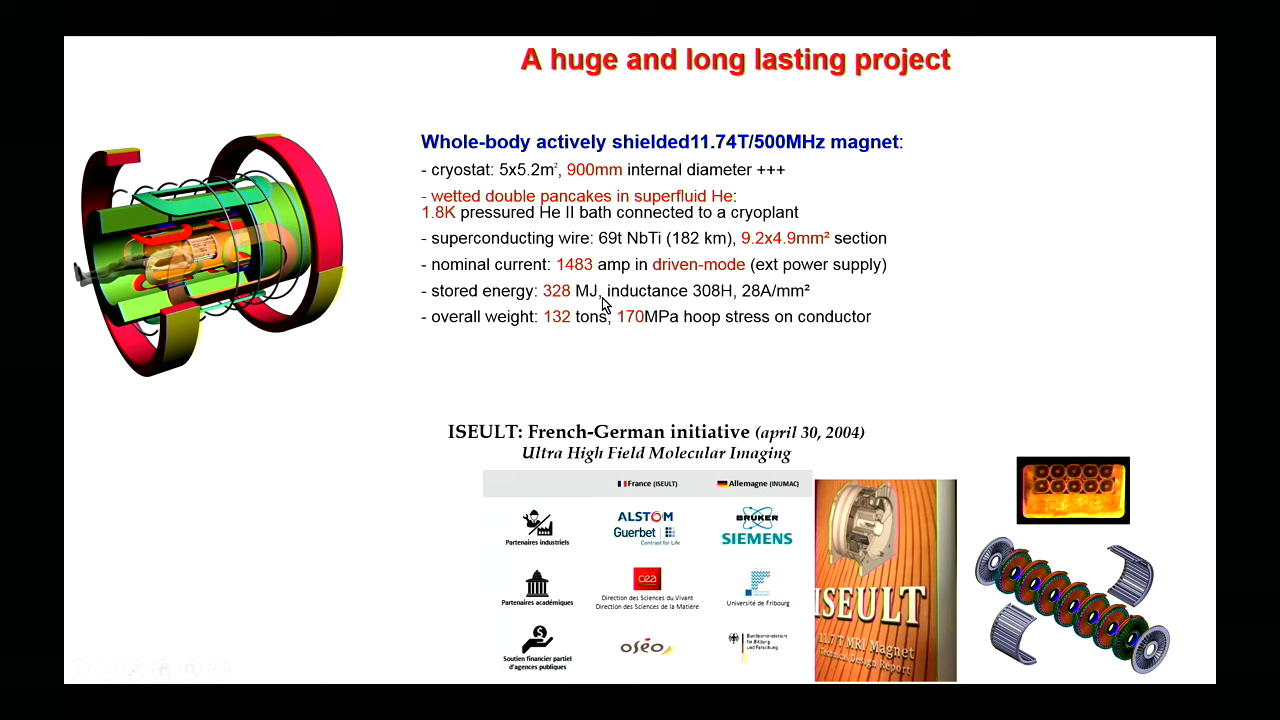 A huge and long lasting project
Whole-body actively shielded11.74T/500MHz magnet:
- cryostat: 5x5.2m², 900mm internal diameter +++
- wetted double pancakes in superfluid He:
1.8K pressured He II bath connected to a cryoplant
- superconducting wire: 69t NbTi (182 km), 9.2x4.9mm² section
- nominal current: 1483 amp in driven-mode (ext power supply)
- stored energy: 328 MJ, inductance 308H, 28A/mm²
- overall weight: 132 tons, 170MPa hoop stress on conductor
ISEULT: French-German initiative (april 30, 2004)
Ultra High Field Molecular Imaging
France (ISEULT)
Allemagne (INUMAC)
Partenaires industriels
ALSTOM
Guerbet
Contrast for Life
BRUKER
SIEMENS
Partenaires académiques
cea
Direction des Sciences du Vivant
Direction des Sciences de la Matière
Université de Fribourg
Soutien financier partiel
d'agences publiques
oséo
Bundesministerium
für Bildung
und Forschung
ISEULT
11.7 T MRI Magnet
Technical Design Report